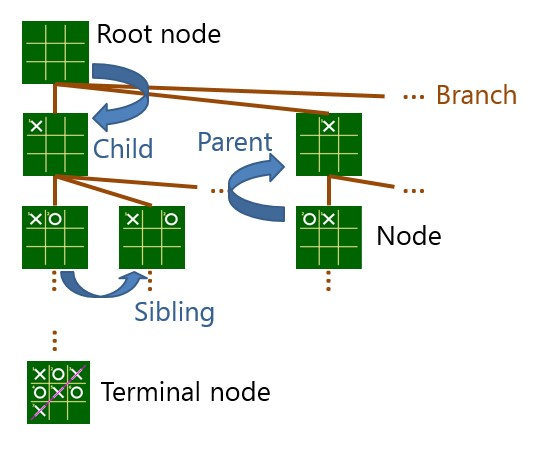 Root node
... Branch
Child
Parent
...
...
Node
Sibling
Terminal node